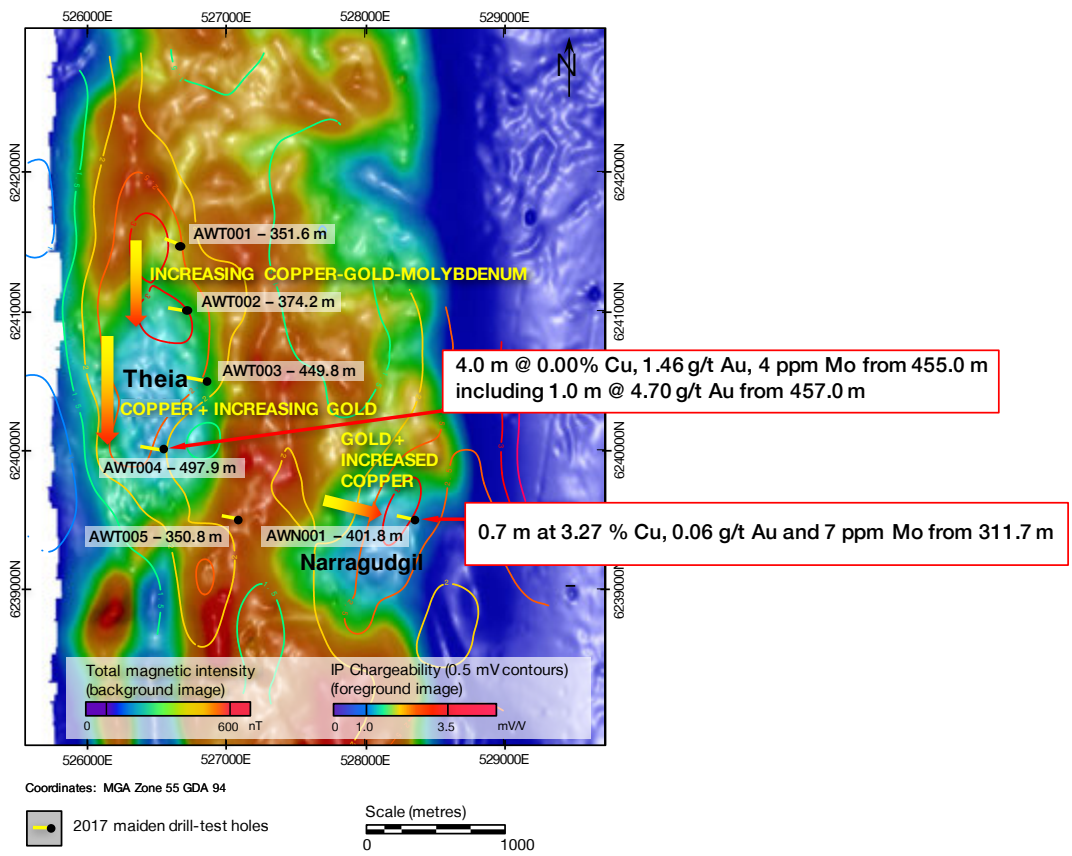 526000E 527000E 528000E 529000E
N
6242000N 6242000N
AWT001 – 351.6 m
INCREASING COPPER-GOLD-MOLYBDENUM
AWT002 – 374.2 m
6241000N 6241000N
4.0 m @ 0.00% Cu, 1.46 g/t Au, 4 ppm Mo from 455.0 m
including 1.0 m @ 4.70 g/t Au from 457.0 m
AWT003 – 449.8 m
Theia
COPPER + INCREASING GOLD
GOLD +
INCREASED
COPPER
6240000N 6240000N
AWT004 – 497.9 m
0.7 m at 3.27 % Cu, 0.06 g/t Au and 7 ppm Mo from 311.7 m
AWT005 – 350.8 m
AWN001 – 401.8 m
Narragudgil
6239000N 6239000N
Total magnetic intensity
(background image)
0 600 nT
IP Chargeability (0.5 mV contours)
(foreground image)
0 1.0 3.5 mV/V
526000E 527000E 528000E 529000E
Coordinates: MGA Zone 55 GDA 94
2017 maiden drill-test holes
Scale (metres)
0 1000